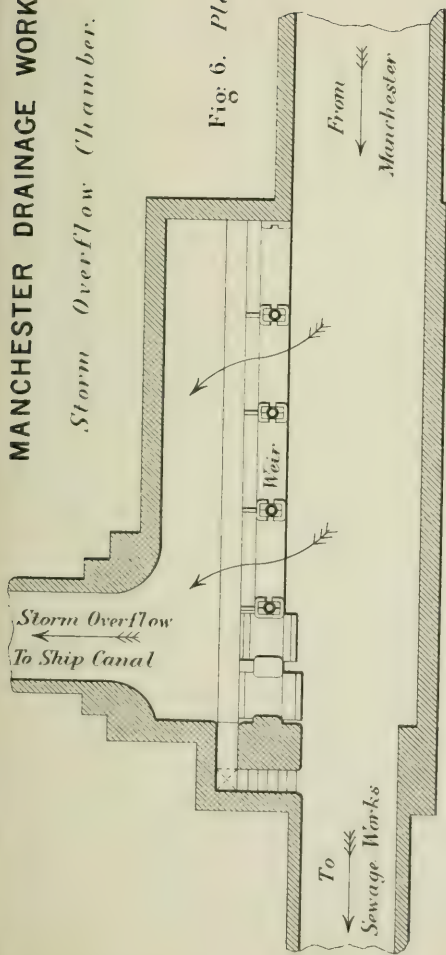 MANCHESTER DRAINAGE WORK
Storm Overflow Chamber.
Fig. 6.
From
Manchester
Weir
Storm Overflow
To Ship Canal
To
Sewage Works